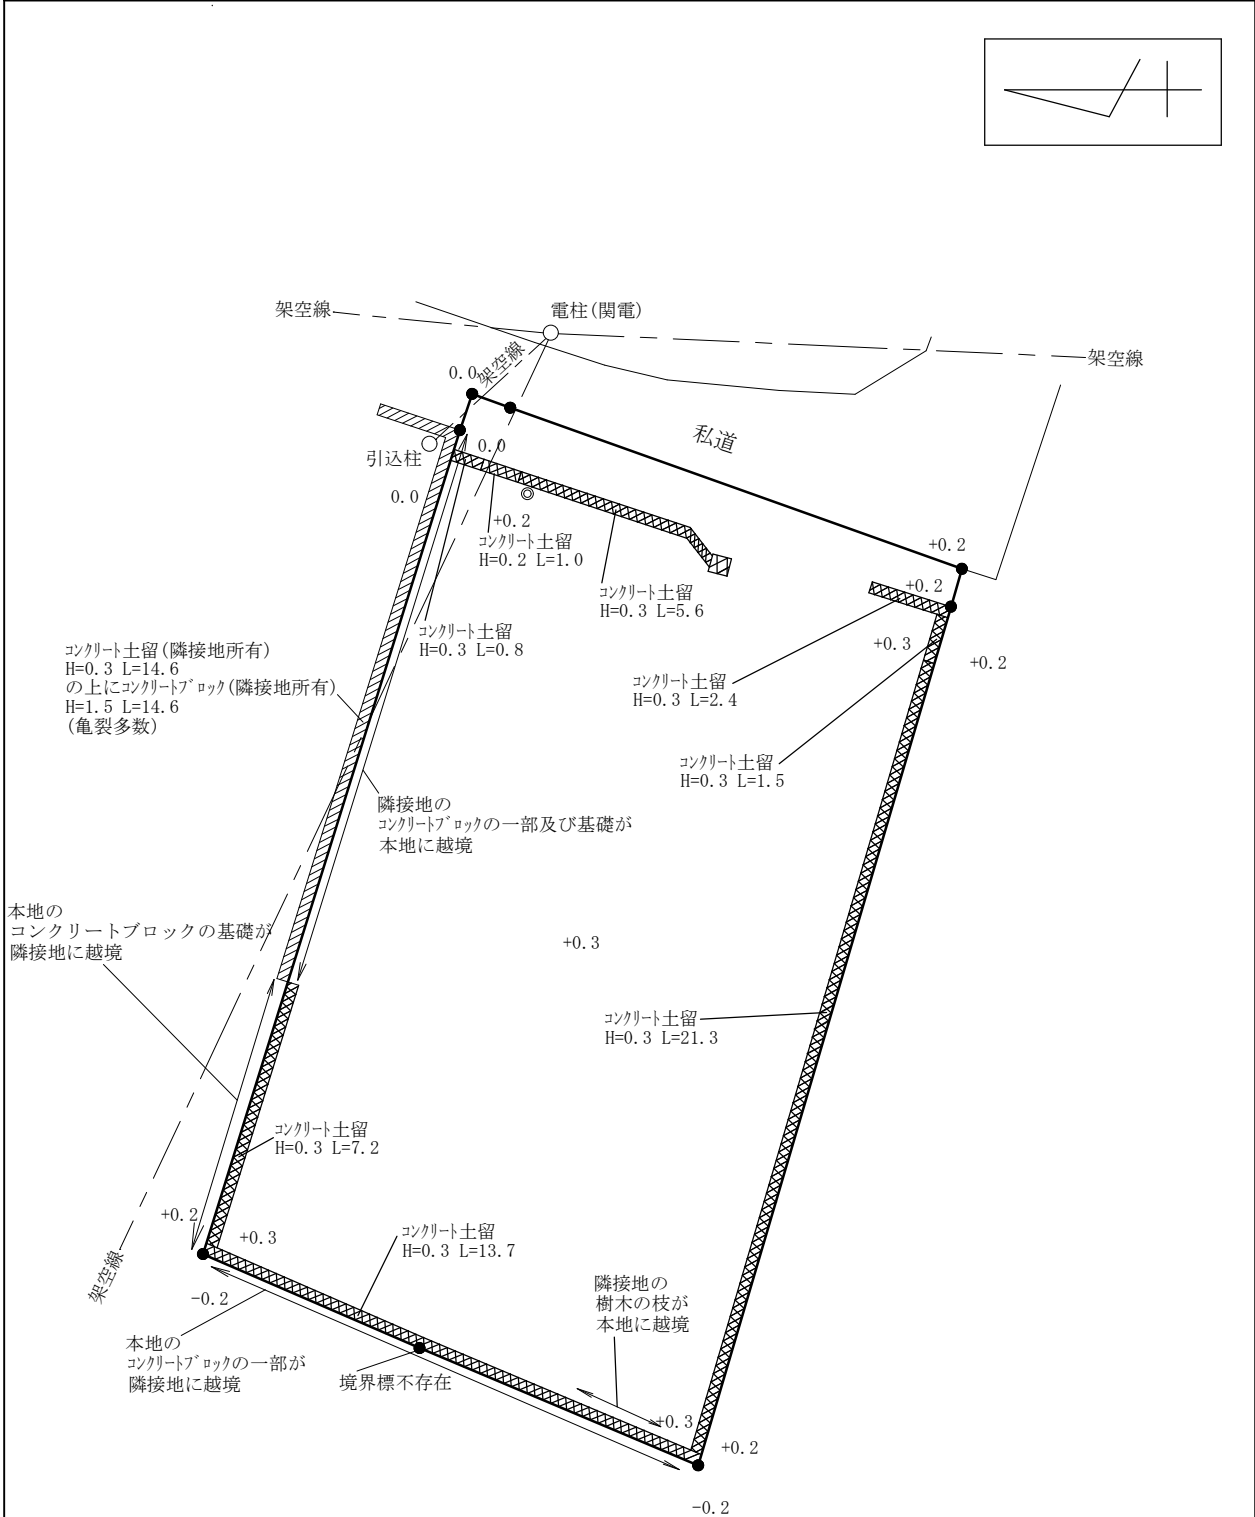 架空線
電柱(関電)
架空線
架空線
0.0
私道
0.0
引込柱
0.0
+0.2
コンクリート土留
H=0.2 L=1.0
+0.2
+0.2
コンクリート土留
H=0.3 L=5.6
コンクリート土留
H=0.3 L=0.8
+0.3
+0.2
コンクリート土留(隣接地所有)
H=0.3 L=14.6
の上にコンクリートブロック(隣接地所有)
H=1.5 L=14.6
(亀裂多数)
コンクリート土留
H=0.3 L=2.4
コンクリート土留
H=0.3 L=1.5
隣接地の
コンクリートブロックの一部及び基礎が
本地に越境
本地の
コンクリートブロックの基礎が
隣接地に越境
+0.3
コンクリート土留
H=0.3 L=21.3
コンクリート土留
H=0.3 L=7.2
+0.2
+0.3
コンクリート土留
H=0.3 L=13.7
架空線
-0.2
隣接地の
樹木の枝が
本地に越境
本地の
コンクリートブロックの一部が
隣接地に越境
境界標不存在
+0.3
+0.2
-0.2